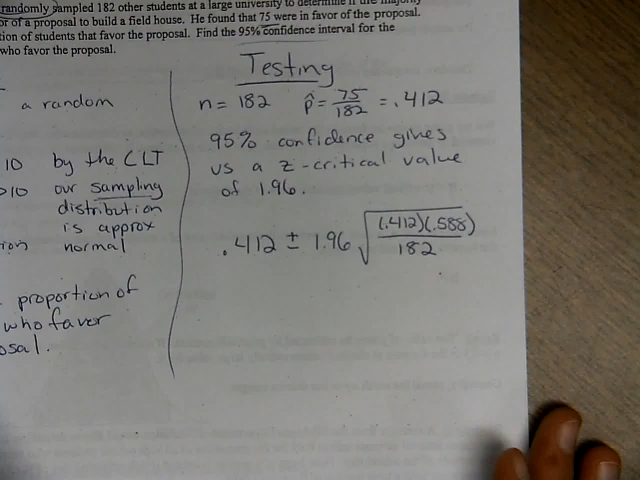 randomly sampled 182 other students at a large university to determine if the majority
or of a proposal to build a field house. He found that 75 were in favor of the proposal.
tion of students that favor the proposal. Find the 95% confidence interval for the
who favor the proposal.
a random
10 by the CLT
>10 our sampling
distribution
is approx
ion normal
proportion of
who favor
osal.
Testing
n = 182 p̂ = 75/182 = .412
95% confidence gives
us a z-critical value
of 1.96.
.412 ± 1.96 √((.412)(.588)/182)